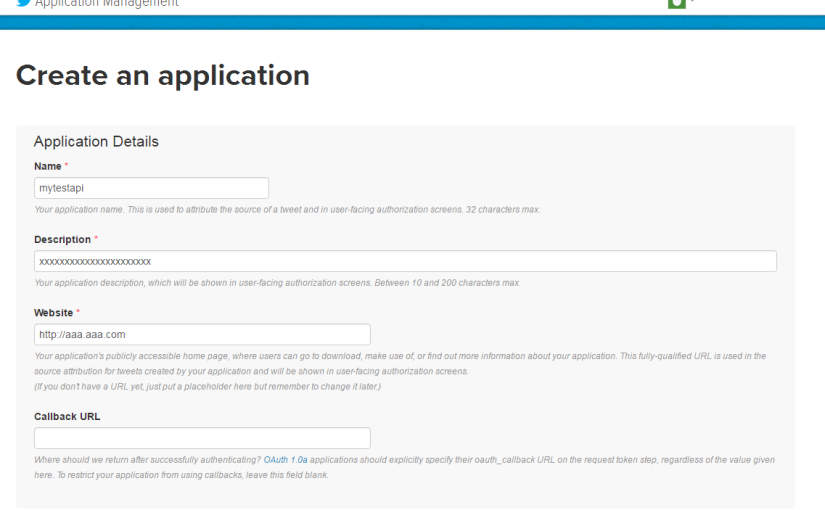 Application Management
Create an application
Application Details
Name *
mytestapi
Your application name. This is used to attribute the source of a tweet and in user-facing authorization screens. 32 characters max.
Description *
xxxxxxxxxxxxxxxxxxxxxx
Your application description, which will be shown in user-facing authorization screens. Between 10 and 200 characters max.
Website *
http://aaa.aaa.com
Your application's publicly accessible home page, where users can go to download, make use of, or find out more information about your application. This fully-qualified URL is used in the
source attribution for tweets created by your application and will be shown in user-facing authorization screens.
(If you don't have a URL yet, just put a placeholder here but remember to change it later.)
Callback URL
Where should we return after successfully authenticating? OAuth 1.0a applications should explicitly specify their oauth_callback URL on the request token step, regardless of the value given
here. To restrict your application from using callbacks, leave this field blank.